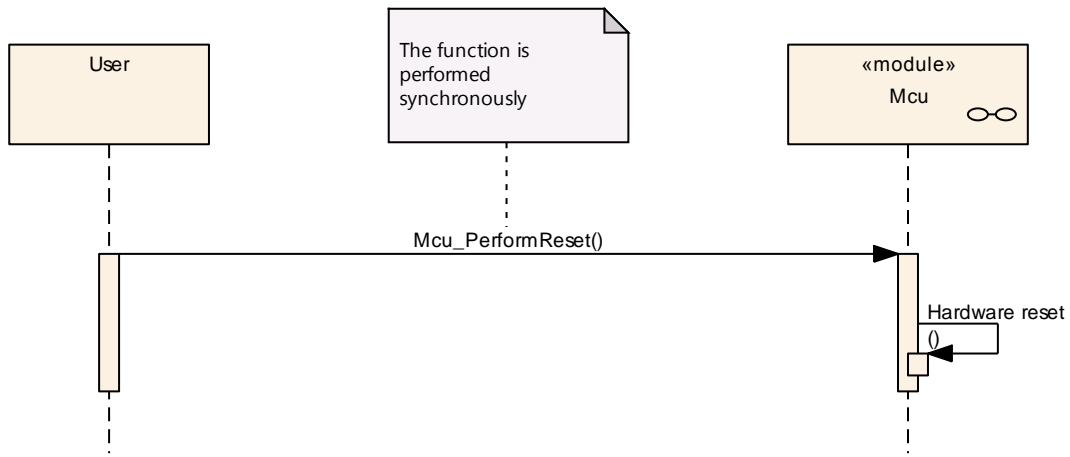 User
The function is
performed
synchronously
«module»
Mcu
Mcu_PerformReset()
Hardware reset
()